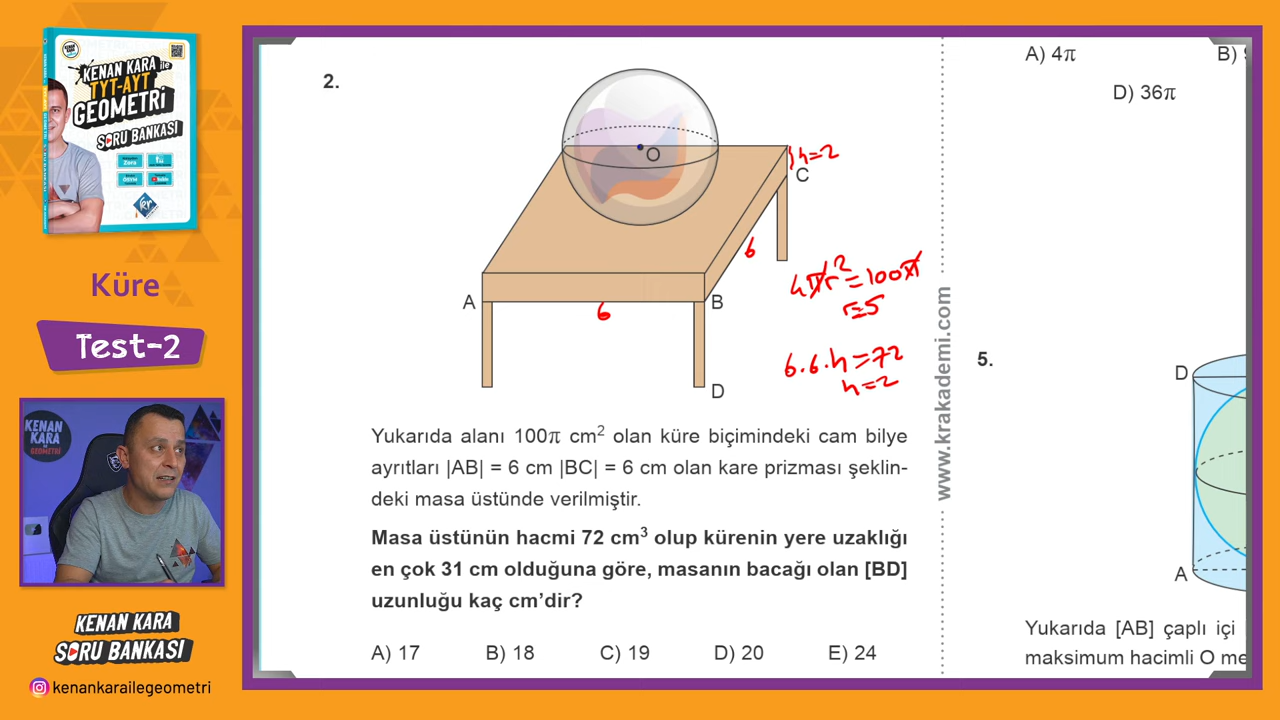 KENAN KARA ile
TYT-AYT
GEOMETRİ
SORU BANKASI
Küre
Test-2
KENAN
KARA
GEOMETRİ
KENAN KARA
SORU BANKASI
kenankarailegeometri
2.
O
h=2
C
6
A
6
B
D
4πr²=100π
r=5
6.6.h=72
h=2
Yukarıda alanı 100π cm² olan küre biçimindeki cam bilye
ayrıtları |AB| = 6 cm |BC| = 6 cm olan kare prizması şeklin-
deki masa üstünde verilmiştir.
Masa üstünün hacmi 72 cm³ olup kürenin yere uzaklığı
en çok 31 cm olduğuna göre, masanın bacağı olan [BD]
uzunluğu kaç cm'dir?
A) 17 B) 18 C) 19 D) 20 E) 24
www.krakademi.com
A) 4π B)
D) 36π
5.
D
A
Yukarıda [AB] çaplı içi
maksimum hacimli O me